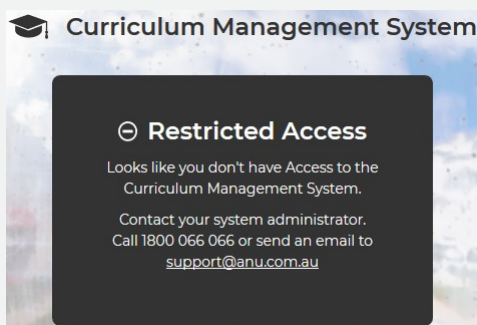 Curriculum Management System
Restricted Access
Looks like you don't have Access to the
Curriculum Management System.
Contact your system administrator.
Call 1800 066 066 or send an email to
support@anu.com.au